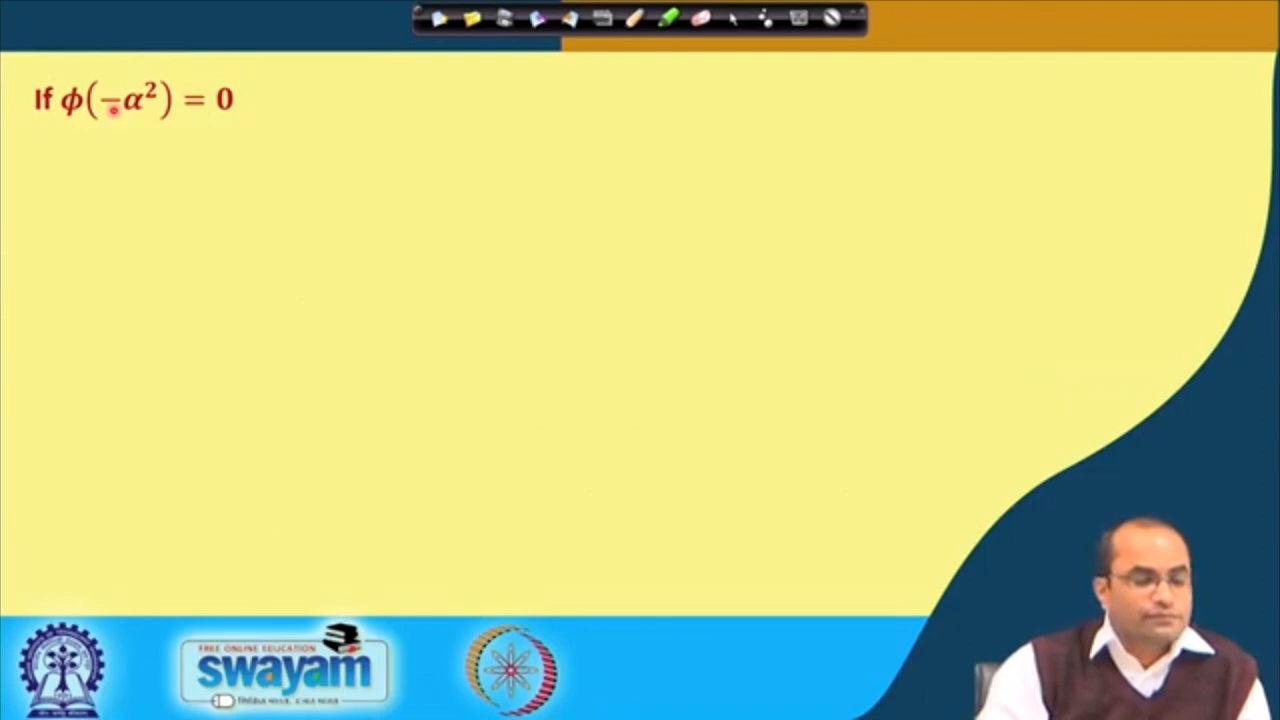 If ϕ(−α²) = 0
FREE ONLINE EDUCATION
swayam